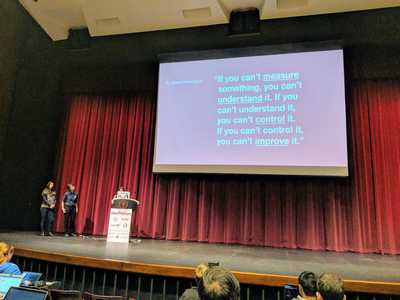 "If you can't measure
something, you can't
understand it. If you
can't understand it,
you can't control it.
If you can't control it,
you can't improve it."